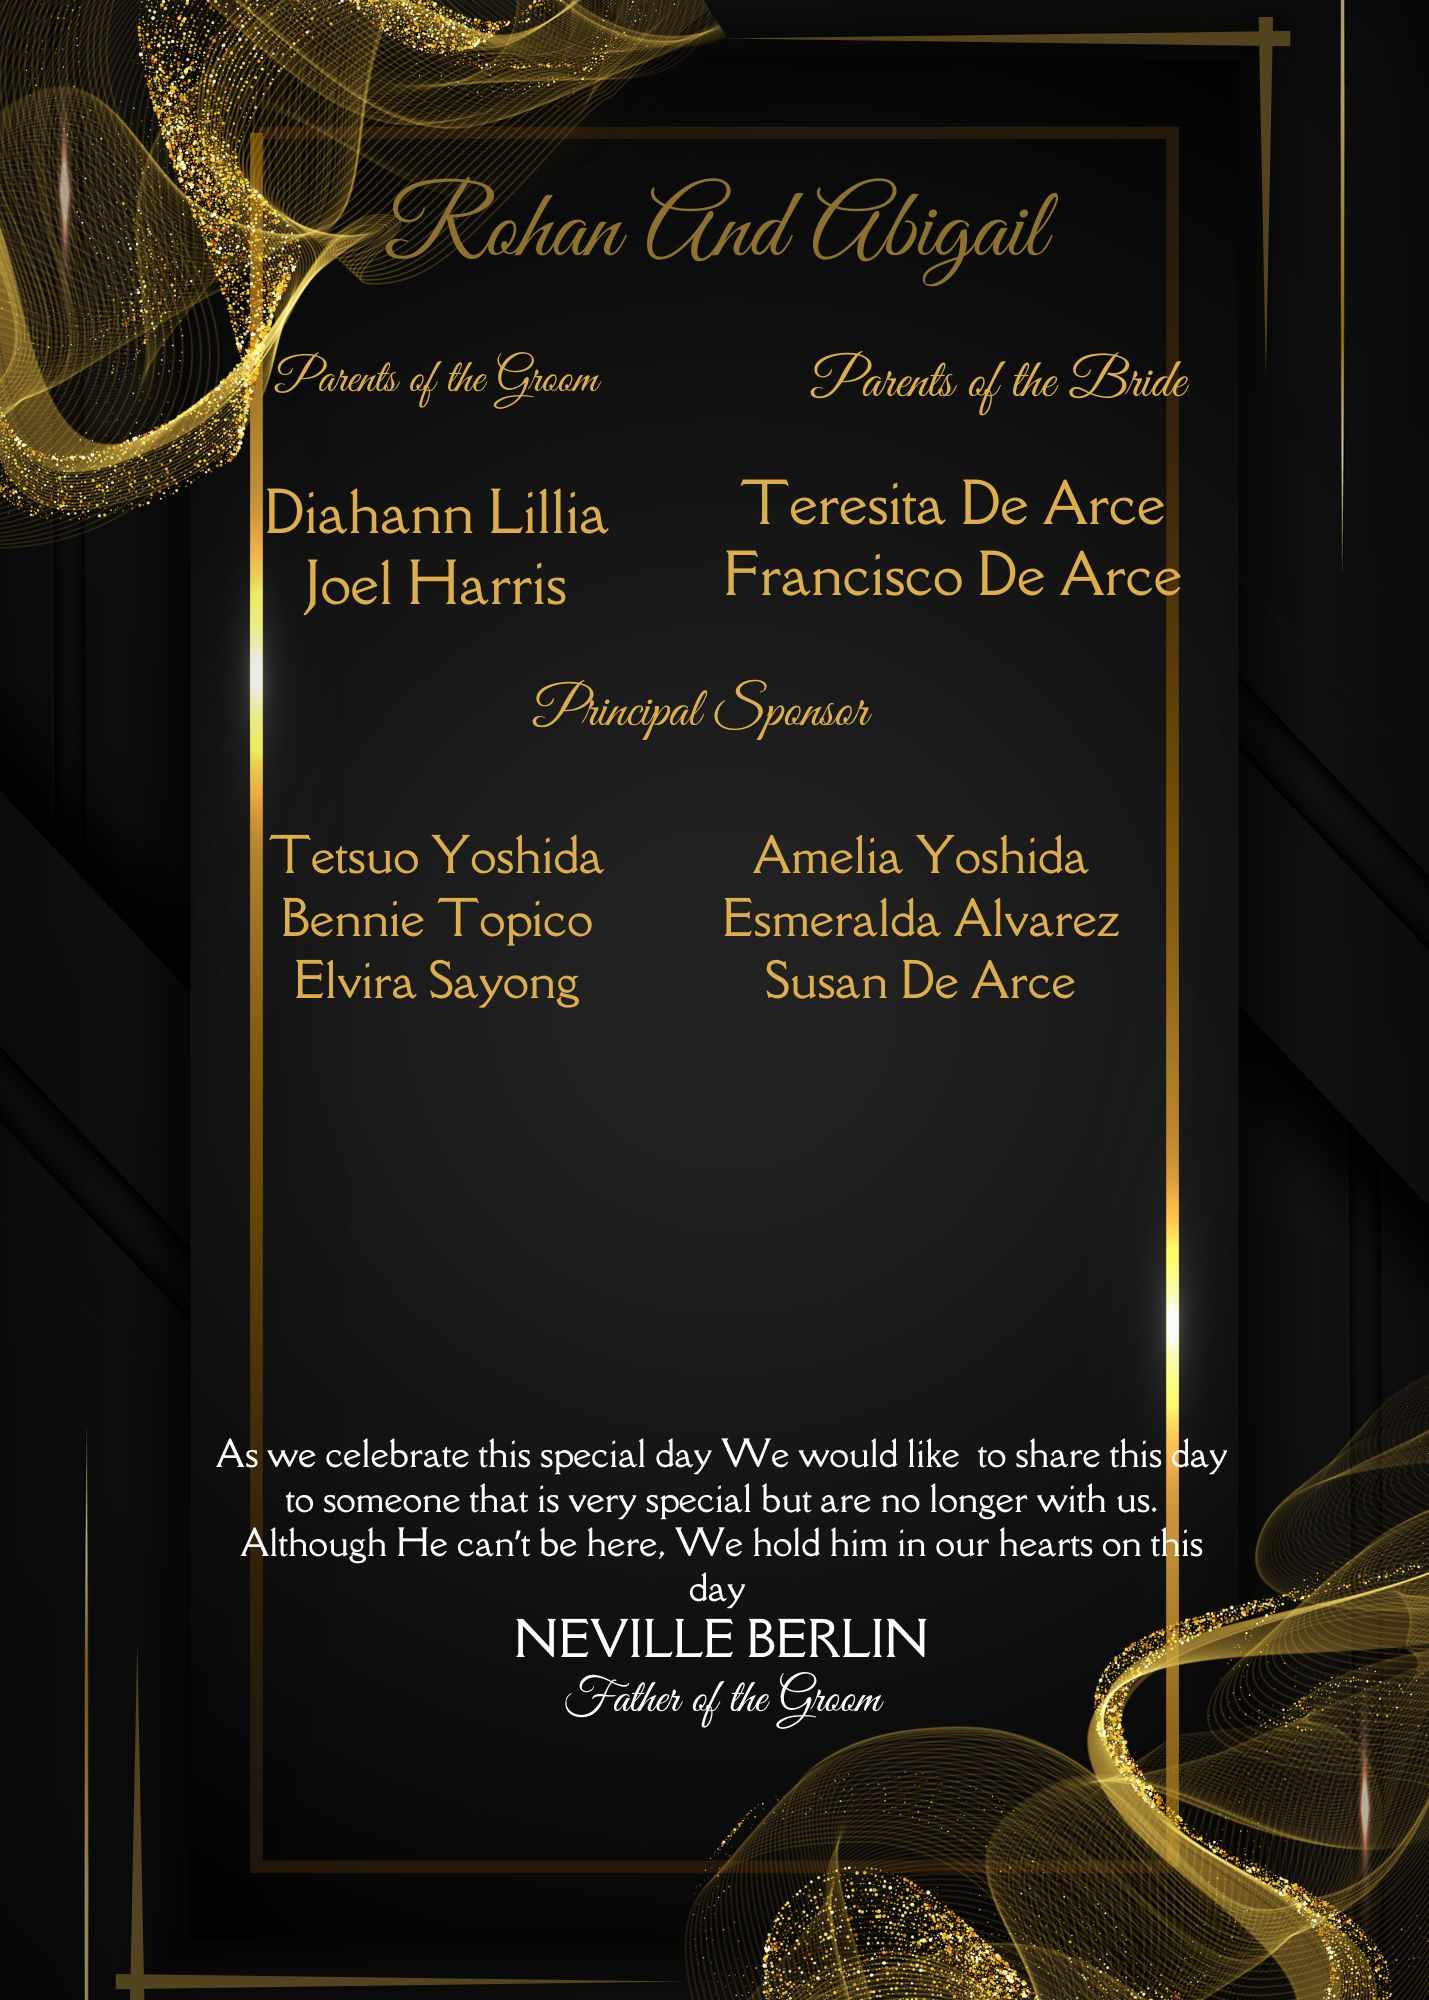 Rohan And Abigail
Parents of the Groom
Parents of the Bride
Diahann Lillia
Joel Harris
Teresita De Arce
Francisco De Arce
Principal Sponsor
Tetsuo Yoshida
Bennie Topico
Elvira Sayong
Amelia Yoshida
Esmeralda Alvarez
Susan De Arce
As we celebrate this special day We would like to share this day
to someone that is very special but are no longer with us.
Although He can't be here, We hold him in our hearts on this
day
NEVILLE BERLIN
Father of the Groom